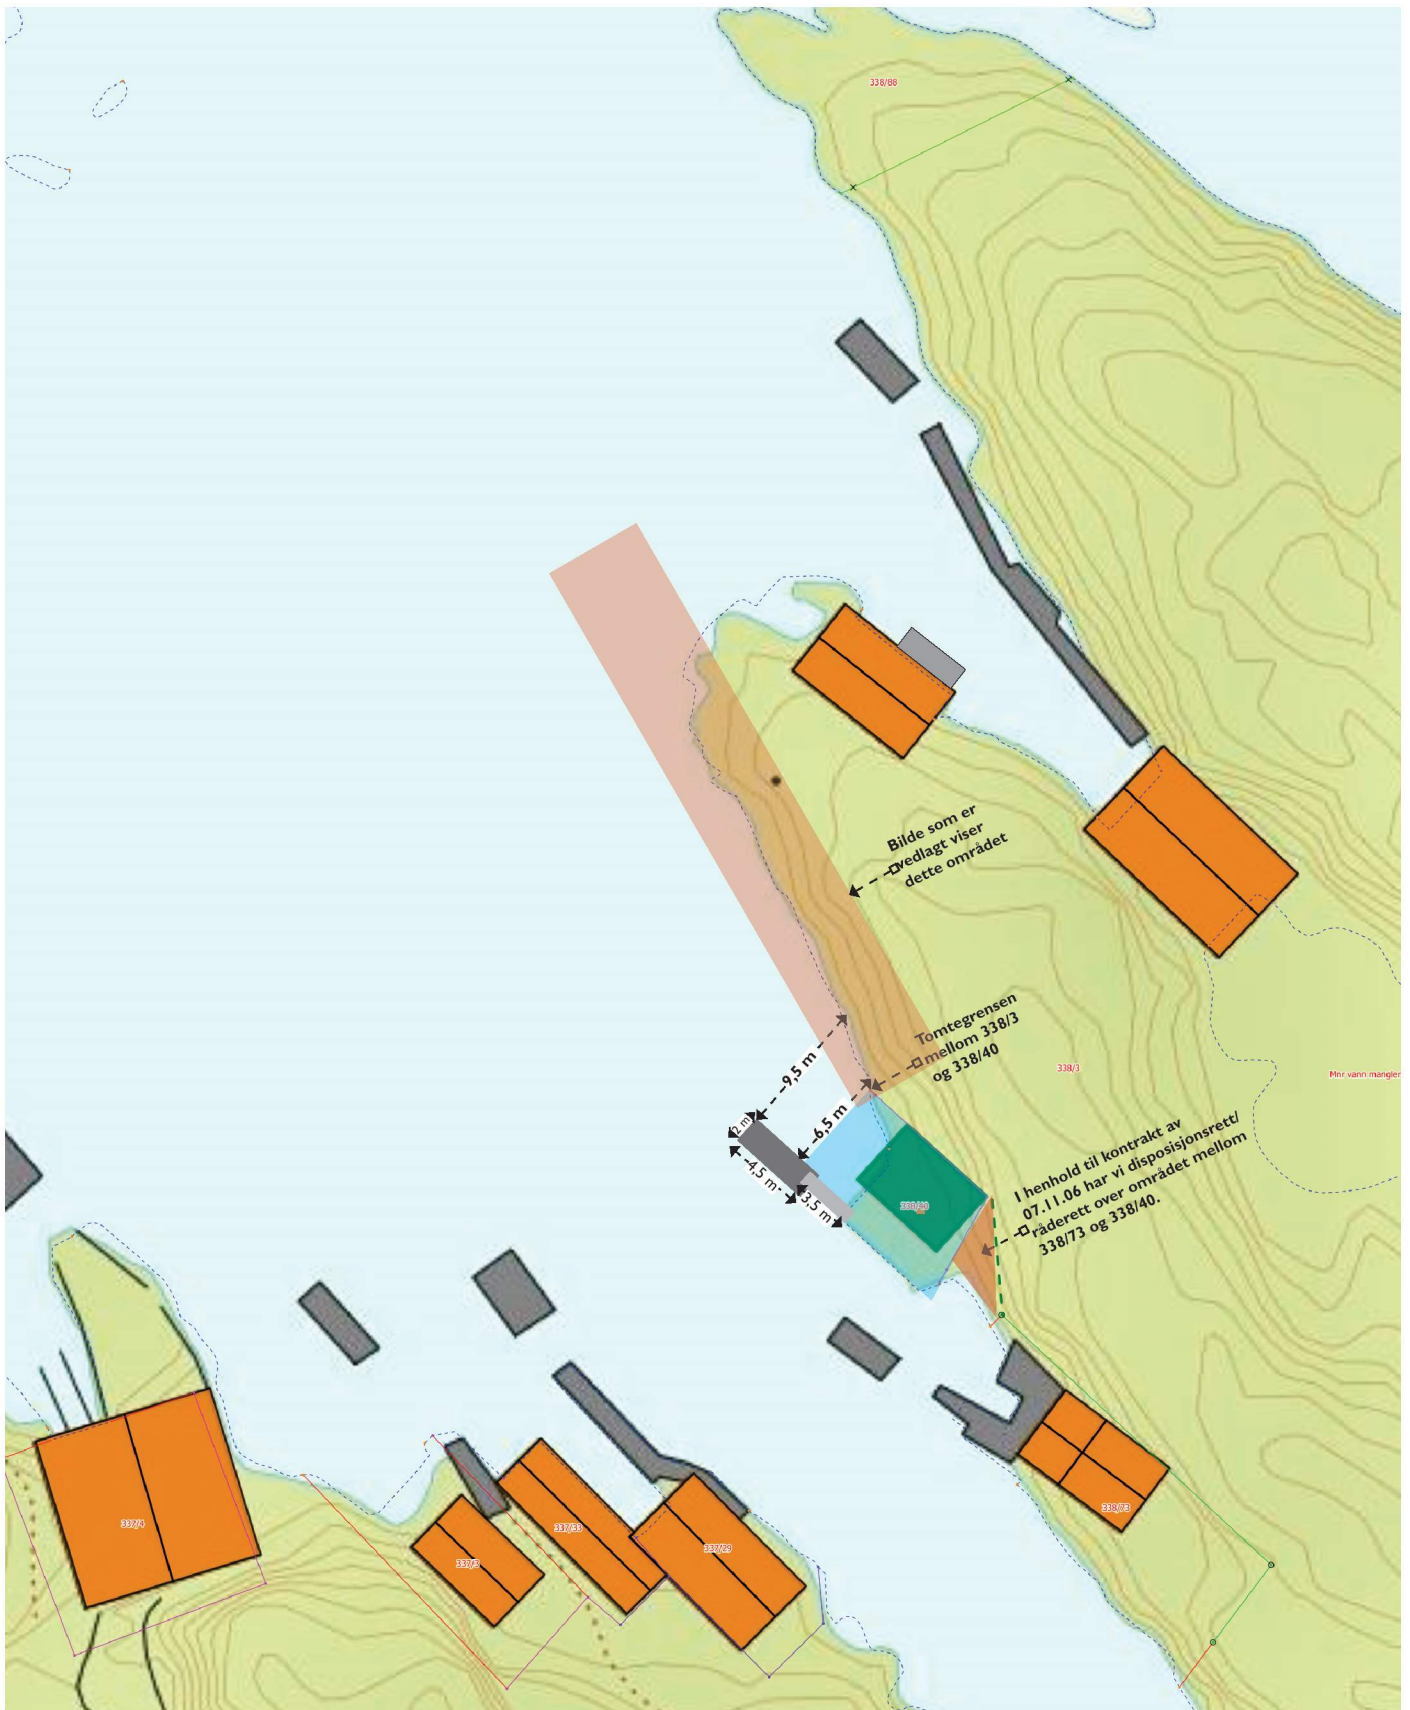 338/88
Bilde som er
vedlagt viser
dette området
Tomtegrensen
mellom 338/3
og 338/40
338/3
Mnr vann mangler
9,5 m
6,5 m
2 m
4,5 m
3,5 m
338/40
I henhold til kontrakt av
07.11.06 har vi disposisjonsrett/
råderett over området mellom
338/73 og 338/40.
338/73
337/4
337/3
337/33
337/29